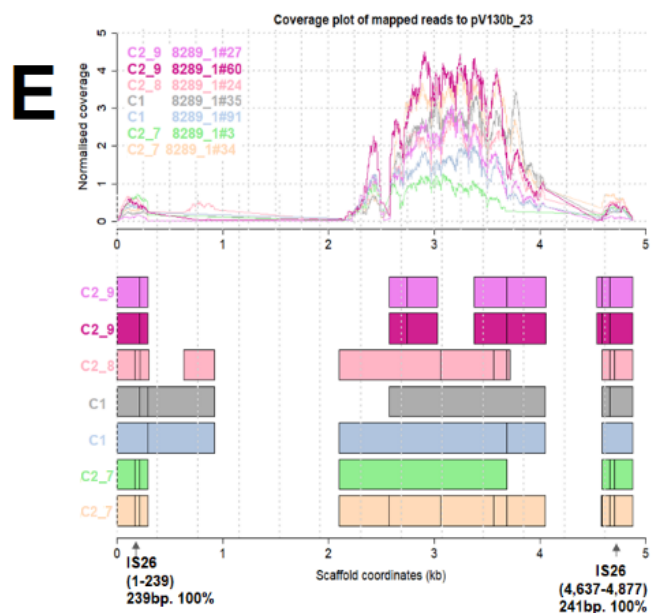 E
Coverage plot of mapped reads to pV130b_23
Normalised coverage
5
4
3
2
1
0
C2_9 8289_1#27
C2_9 8289_1#60
C2_8 8289_1#24
C1 8289_1#35
C1 8289_1#91
C2_7 8289_1#3
C2_7 8289_1#34
0 1 2 3 4 5
C2_9
C2_9
C2_8
C1
C1
C2_7
C2_7
0 1 2 3 4 5
Scaffold coordinates (kb)
IS26
(1-239)
239bp. 100%
IS26
(4,637-4,877)
241bp. 100%